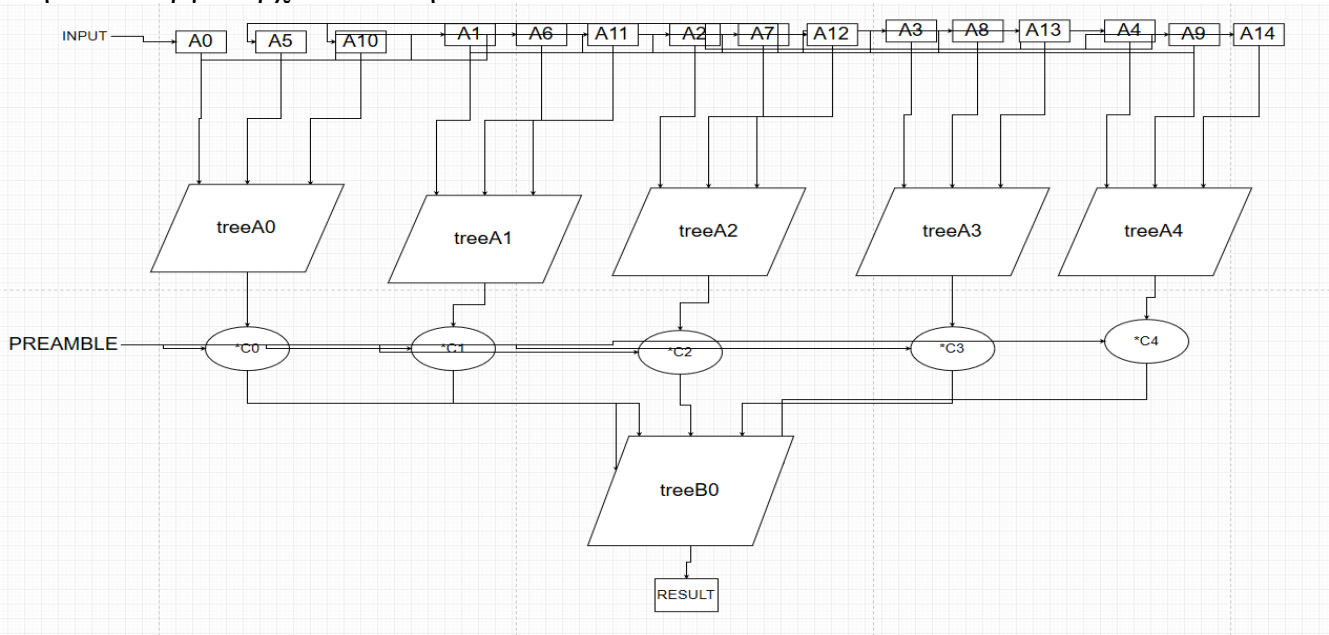 INPUT A0 A5 A10 A1 A6 A11 A2 A7 A12 A3 A8 A13 A4 A9 A14
treeA0 treeA1 treeA2 treeA3 treeA4
PREAMBLE *C0 *C1 *C2 *C3 *C4
treeB0
RESULT